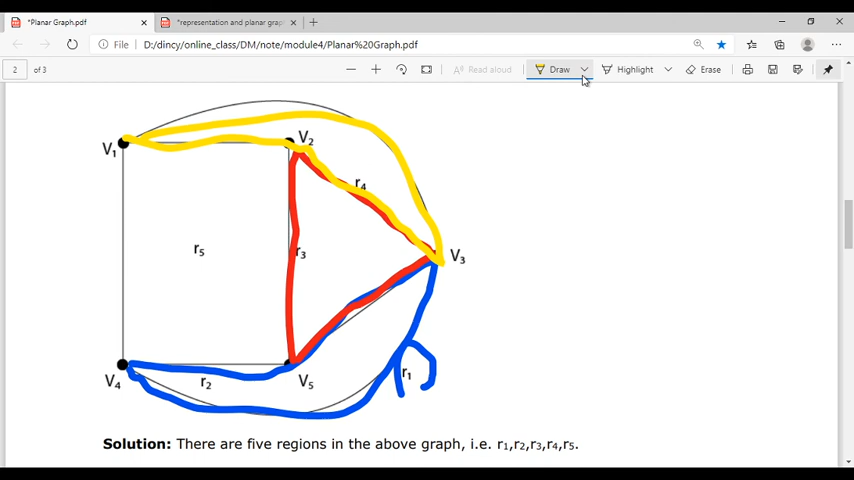 *Planar Graph.pdf
*representation and planar graph
File
D:/dincy/online_class/DM/note/module4/Planar%20Graph.pdf
2 of 3
Read aloud
Draw
Highlight
Erase
V1
V2
r4
r5
r3
V3
V4
r2
V5
r1
Solution: There are five regions in the above graph, i.e. r1,r2,r3,r4,r5.